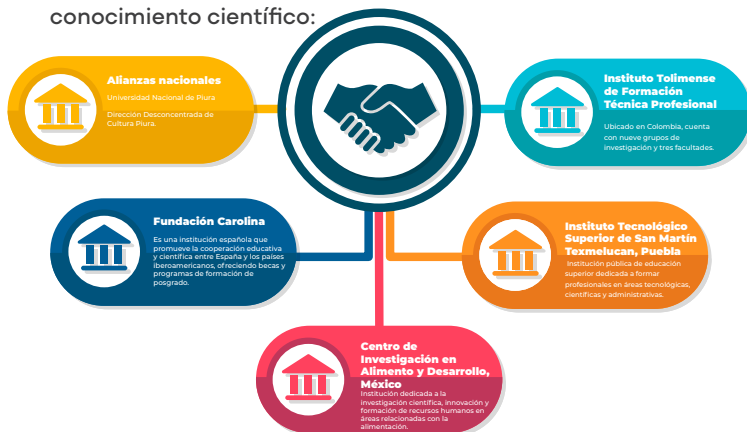 conocimiento científico:
Alianzas nacionales
Universidad Nacional de Piura
Dirección Desconcentrada de
Cultura Piura.
Instituto Tolimense
de Formación
Técnica Profesional
Ubicado en Colombia, cuenta
con nueve grupos de
investigación y tres facultades.
Fundación Carolina
Es una institución española que
promueve la cooperación educativa
y científica entre España y los países
iberoamericanos, ofreciendo becas y
programas de formación de
posgrado.
Instituto Tecnológico
Superior de San Martín
Texmelucan, Puebla
Institución pública de educación
superior dedicada a formar
profesionales en áreas tecnológicas,
científicas y administrativas.
Centro de
Investigación en
Alimento y Desarrollo,
México
Institución dedicada a la
investigación científica, innovación y
formación de recursos humanos en
áreas relacionadas con la
alimentación.